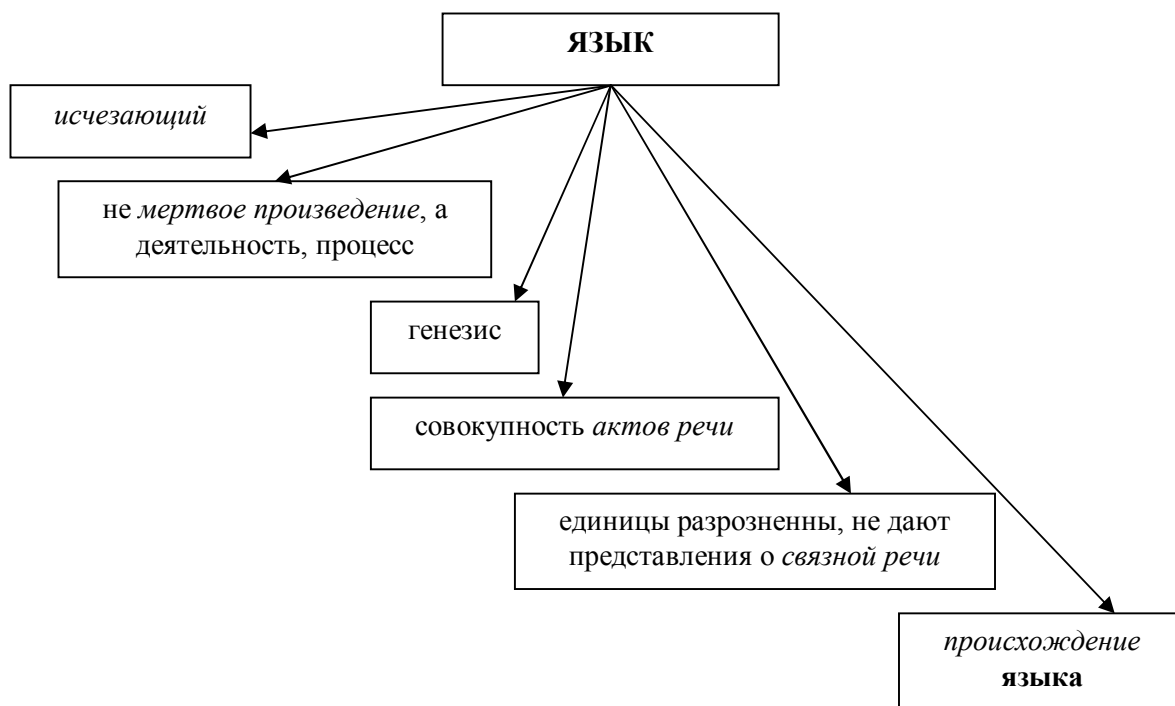 ЯЗЫК
исчезающий
не мертвое произведение, а
деятельность, процесс
генезис
совокупность актов речи
единицы разрозненны, не дают
представления о связной речи
происхождение
языка